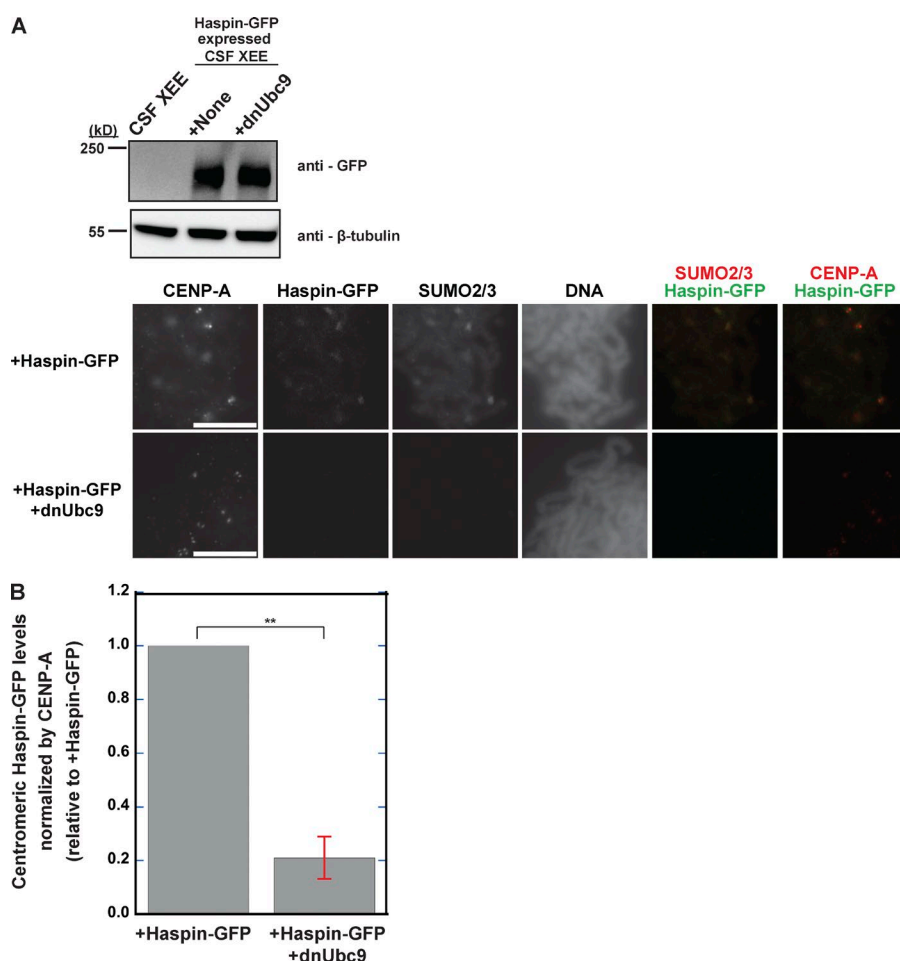 A
Haspin-GFP
expressed
CSF XEE
CSF XEE
+None
+dnUbc9
(kD)
250
anti - GFP
55
anti - β-tubulin
SUMO2/3
CENP-A
CENP-A
Haspin-GFP
SUMO2/3
DNA
Haspin-GFP
Haspin-GFP
+Haspin-GFP
+Haspin-GFP
+dnUbc9
B
Centromeric Haspin-GFP levels
normalized by CENP-A
(relative to +Haspin-GFP)
1.2
1.0
0.8
0.6
0.4
0.2
0.0
**
+Haspin-GFP
+Haspin-GFP
+dnUbc9